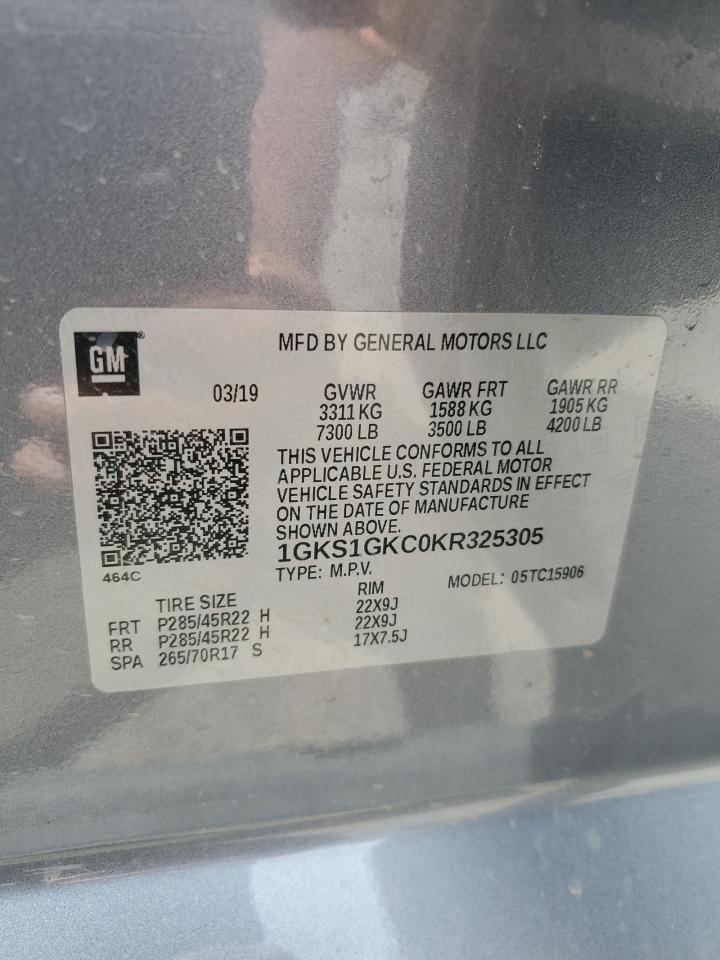 GM®
MFD BY GENERAL MOTORS LLC
03/19 GVWR GAWR FRT GAWR RR
3311 KG 1588 KG 1905 KG
7300 LB 3500 LB 4200 LB
THIS VEHICLE CONFORMS TO ALL
APPLICABLE U.S. FEDERAL MOTOR
VEHICLE SAFETY STANDARDS IN EFFECT
ON THE DATE OF MANUFACTURE
SHOWN ABOVE.
1GKS1GKC0KR325305
464C
TYPE: M.P.V. MODEL: 05TC15906
TIRE SIZE RIM
FRT P285/45R22 H 22X9J
RR P285/45R22 H 22X9J
SPA 265/70R17 S 17X7.5J